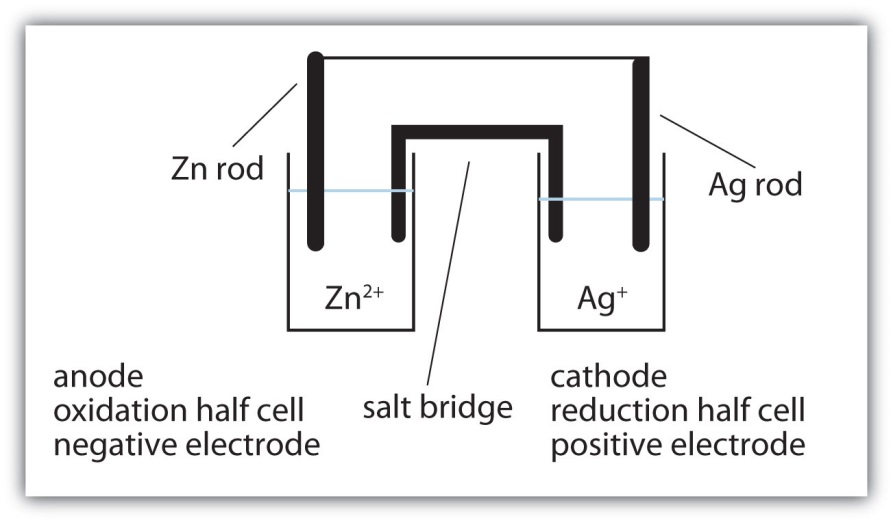 Zn rod
Ag rod
Zn²⁺
Ag⁺
anode
oxidation half cell
negative electrode
salt bridge
cathode
reduction half cell
positive electrode